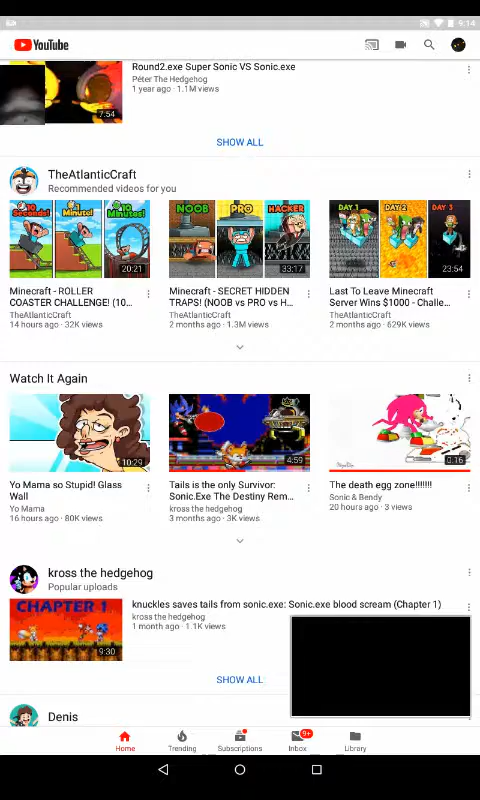 9:14
YouTube
7:54
Round2.exe Super Sonic VS Sonic.exe
Peter The Hedgehog
1 year ago · 1.1M views
SHOW ALL
TheAtlanticCraft
Recommended videos for you
10 Seconds! 1 Minute! 10 Minutes!
20:21
NOOB PRO HACKER
33:17
DAY 1 DAY 2 DAY 3
23:54
Minecraft - ROLLER
COASTER CHALLENGE! (10...
TheAtlanticCraft
14 hours ago · 32K views
Minecraft - SECRET HIDDEN
TRAPS! (NOOB vs PRO vs H...
TheAtlanticCraft
2 months ago · 1.3M views
Last To Leave Minecraft
Server Wins $1000 - Challe...
TheAtlanticCraft
2 months ago · 629K views
Watch It Again
10:29
4:59
0:16
Yo Mama so Stupid! Glass
Wall
Yo Mama
16 hours ago · 80K views
Tails is the only Survivor:
Sonic.Exe The Destiny Rem...
kross the hedgehog
3 months ago · 3K views
The death egg zone!!!!!!!
Sonic & Bendy
20 hours ago · 3 views
kross the hedgehog
Popular uploads
CHAPTER 1
9:30
knuckles saves tails from sonic.exe: Sonic.exe blood scream (Chapter 1)
kross the hedgehog
1 month ago · 1.1K views
SHOW ALL
Denis
9+
Home Trending Subscriptions Inbox Library